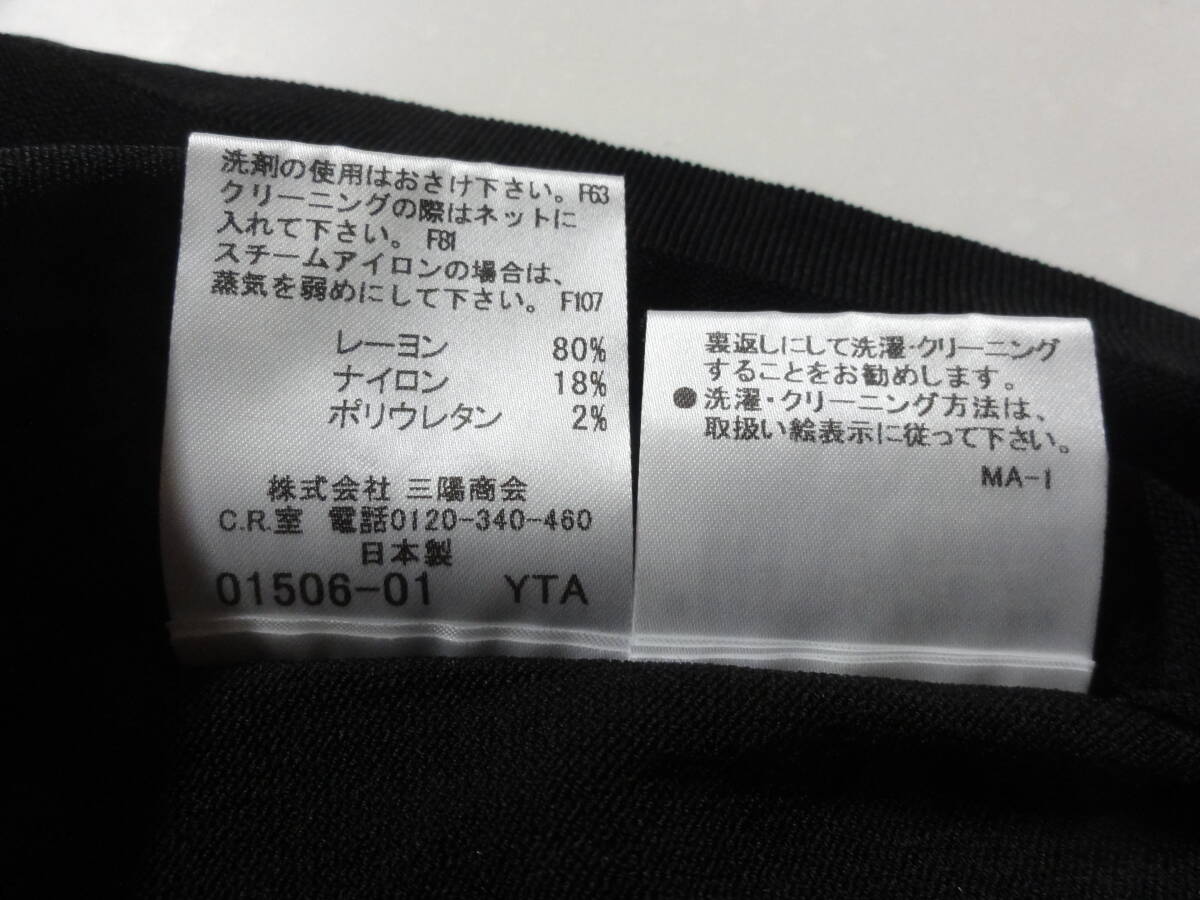 洗剤の使用はおさけ下さい。F63
クリーニングの際はネットに
入れて下さい。 F81
スチームアイロンの場合は、
蒸気を弱めにして下さい。 F107
レーヨン 80%
ナイロン 18%
ポリウレタン 2%
株式会社 三陽商会
C.R.室 電話0120-340-460
日本製
01506-01 YTA
裏返しにして洗濯・クリーニング
することをお勧めします。
●洗濯・クリーニング方法は、
取扱い絵表示に従って下さい。
MA-1